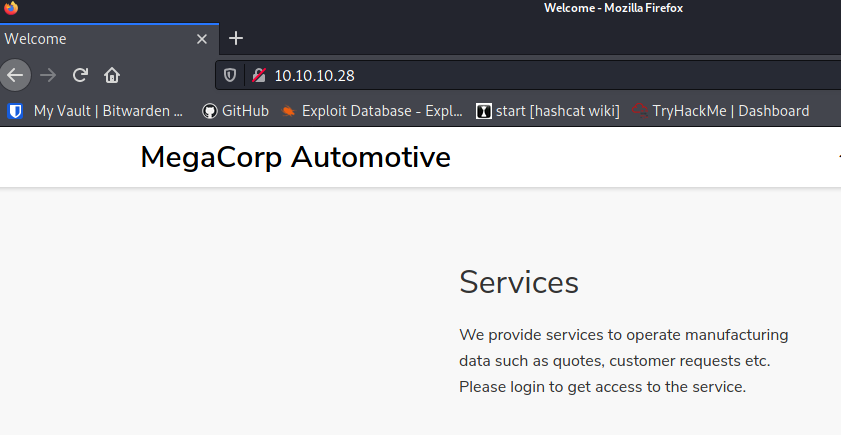 Welcome - Mozilla Firefox
Welcome
10.10.10.28
My Vault | Bitwarden ... GitHub Exploit Database - Expl... start [hashcat wiki] TryHackMe | Dashboard
MegaCorp Automotive
Services
We provide services to operate manufacturing
data such as quotes, customer requests etc.
Please login to get access to the service.